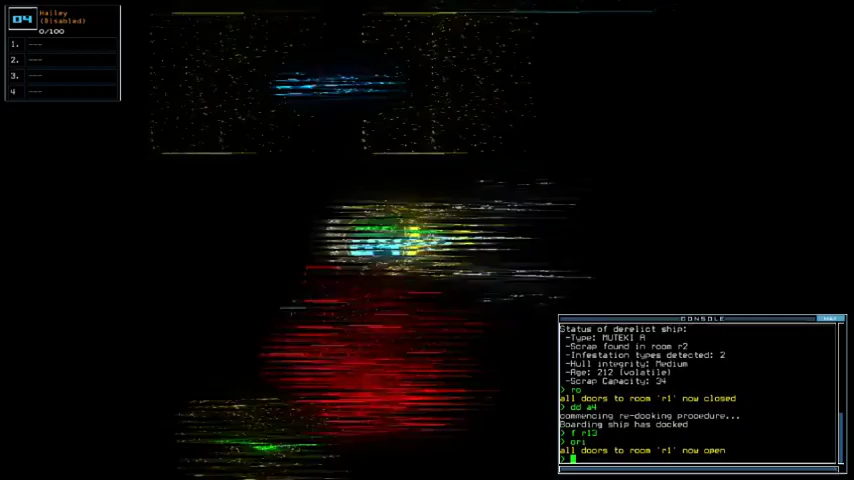 04
Hailey
(Disabled)
0/100
1. ---
2. ---
3. ---
4 ---
CONSOLE
Status of derelict ship:
-Type: MUTEKI A
-Scrap found in room r2
-Infestation types detected: 2
-Hull integrity: Medium
-Age: 212 (volatile)
-Scrap Capacity: 34
> ro
all doors to room 'r1' now closed
> dd a4
commencing re-docking procedure...
Boarding ship has docked
> f r13
> ori
all doors to room 'r1' now open
>